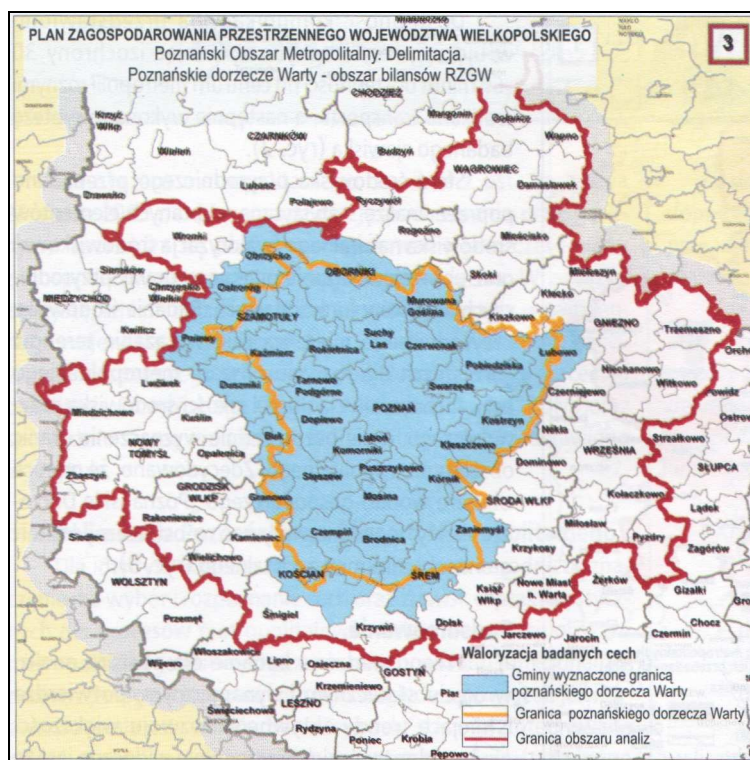 PLAN ZAGOSPODAROWANIA PRZESTRZENNEGO WOJEWÓDZTWA WIELKOPOLSKIEGO
Poznański Obszar Metropolitalny. Delimitacja.
Poznańskie dorzecze Warty - obszar bilansów RZGW
3
CHODZIEŻ
Margonin
Gołańcz
Wapno
Krzyż
Wlkp
Wieleń
CZARNKÓW
Budzyń
WĄGROWIEC
Damasławek
Drawsko
Lubasz
Połajewo
Ryczywół
Rogoźno
Mieścisko
Wronki
Skoki
Mieleszyn
Sieraków
Chrzypsko
Wielkie
Obrzycko
OBORNIKI
Ostroróg
Murowana
Goślina
Kiszkowo
Kłecko
MIĘDZYCHÓD
Kwilcz
Pniewy
SZAMOTUŁY
Suchy
Las
Czerwonak
GNIEZNO
Trzemeszno
Orch
Kaźmierz
Rokietnica
Pobiedziska
Łubowo
Niechanowo
Witkowo
Powidz
Lwówek
Duszniki
Tarnowo
Podgórne
Swarzędz
Czerniejewo
Ostro
Miedzichowo
Kuślin
POZNAŃ
Kostrzyn
Nekla
Strzałkowo
NOWY
TOMYŚL
Opalenica
Buk
Dopiewo
Luboń
Komorniki
Kleszczewo
WRZEŚNIA
SŁUPCA
Zbąszyń
GRODZISK
WLKP
Stęszew
Puszczykowo
Kórnik
Dominowo
Kołaczkowo
Lądek
Granowo
Mosina
ŚRODA WLKP
Siedlec
Rakoniewice
Kamieniec
Czempiń
Brodnica
Zaniemyśl
Miłosław
Pyzdry
Zagórów
Wielichowo
Krzykosy
WOLSZTYN
KOŚCIAN
ŚREM
Książ
Wlkp
Nowe Miasto
n. Wartą
Żerków
Gizałki
Gro
Przemęt
Śmigiel
Krzywiń
Dolsk
Jarczewo
Jarocin
Czermin
Chocz
Wijewo
Włoszakowice
Lipno
Osieczna
GOSTYŃ
Krzemieniewo
Pia
Święciechowa
LESZNO
Rydzyna
Poniec
Krobia
Pępowo
Waloryzacja badanych cech
Gminy wyznaczone granicą
poznańskiego dorzecza Warty
Granica poznańskiego dorzecza Warty
Granica obszaru analiz